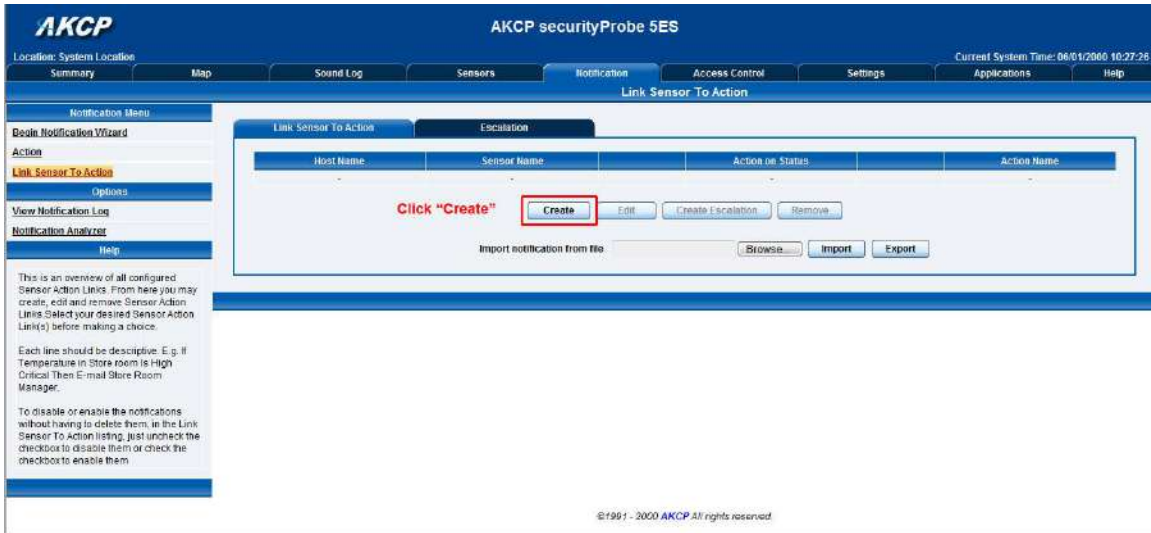 AKCP
AKCP securityProbe 5ES
Location: System Location
Current System Time: 06/01/2000 10:27:26
Summary Map Sound Log Sensors Notification Access Control Settings Applications Help
Link Sensor To Action
Notification Menu
Begin Notification Wizard
Action
Link Sensor To Action
Options
View Notification Log
Notification Analyzer
Help
This is an overview of all configured
Sensor Action Links. From here you may
create, edit and remove Sensor Action
Links.Select your desired Sensor Action
Link(s) before making a choice.
Each line should be descriptive. E.g. If
Temperature in Store room Is High
Critical Then E-mail Store Room
Manager.
To disable or enable the notifications
without having to delete them, in the Link
Sensor To Action listing, just uncheck the
checkbox to disable them or check the
checkbox to enable them
Link Sensor To Action Escalation
Host Name Sensor Name Action on Status Action Name
- - - -
Click “Create” Create Edit Create Escalation Remove
Import notification from file Browse... Import Export
©1991 - 2000 AKCP All rights reserved